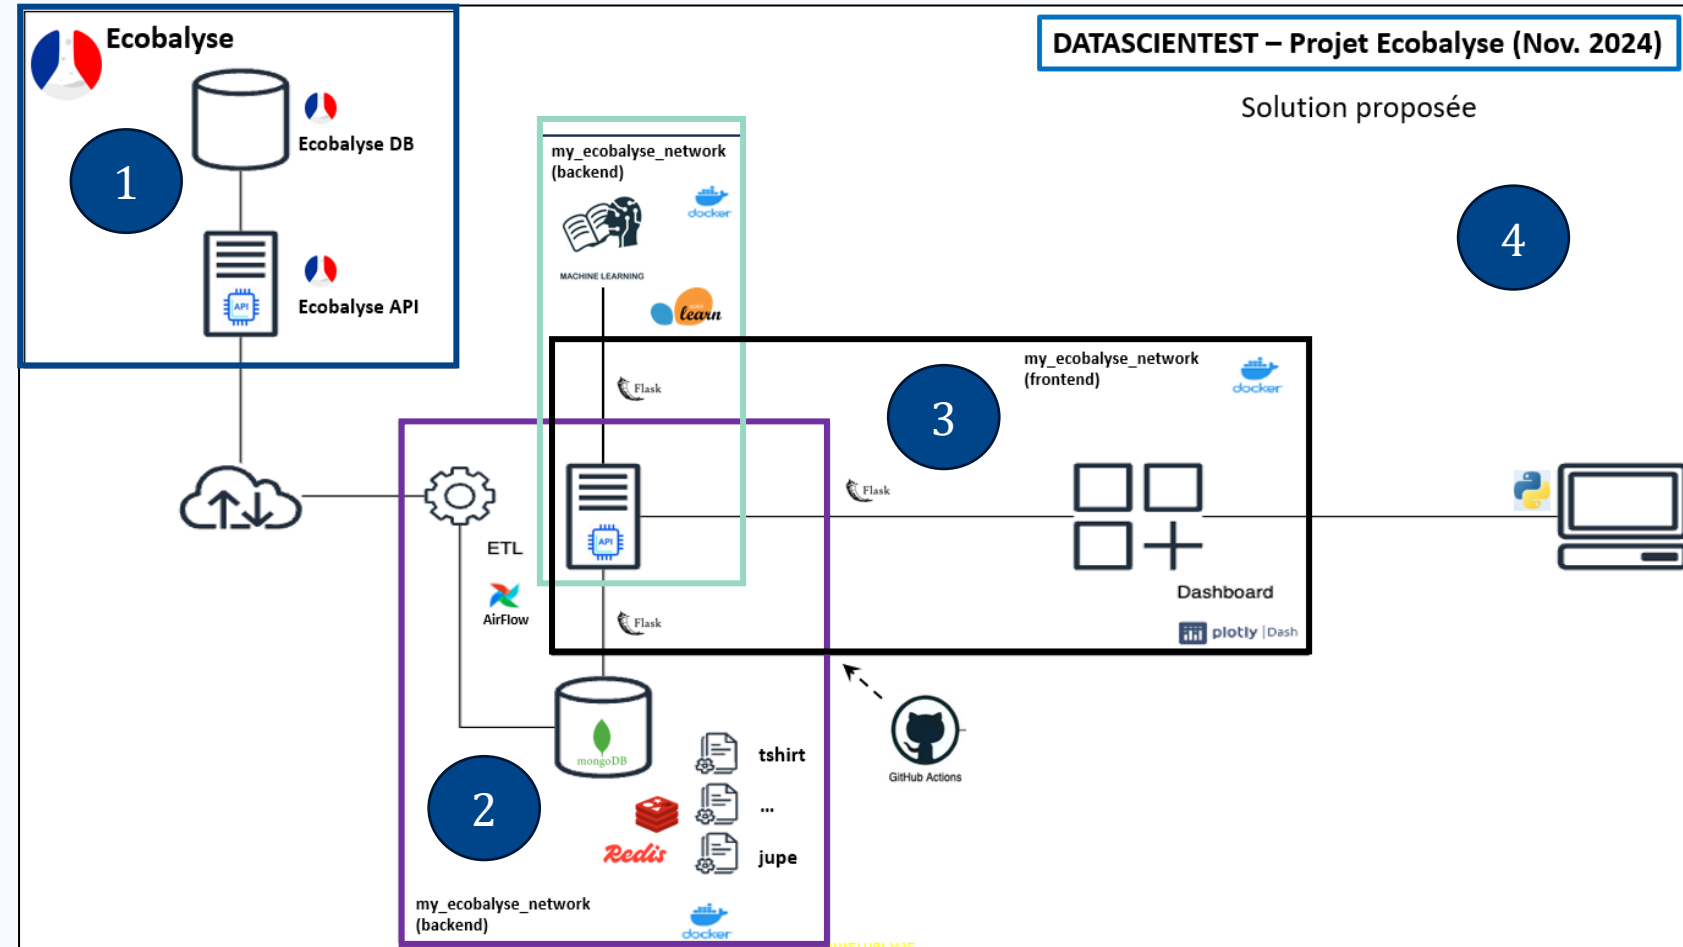 Ecobalyse
DATASCIENTEST – Projet Ecobalyse (Nov. 2024)
Solution proposée
Ecobalyse DB
1
my_ecobalyse_network
(backend)
docker
4
MACHINE LEARNING
API
Ecobalyse API
learn
my_ecobalyse_network
(frontend)
docker
Flask
3
Flask
API
ETL
AirFlow
Flask
Dashboard
plotly | Dash
mongoDB
tshirt
GitHub Actions
2
...
Redis
jupe
my_ecobalyse_network
(backend)
docker